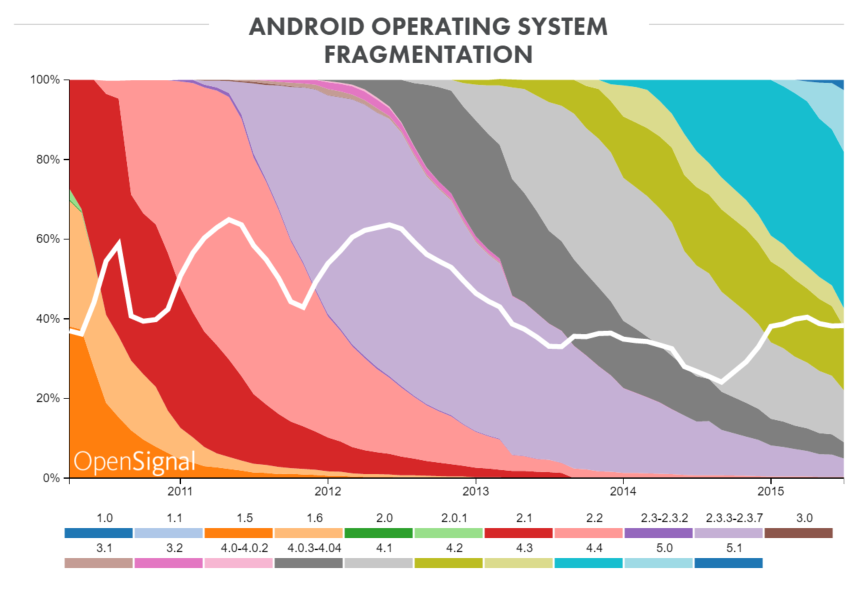 ANDROID OPERATING SYSTEM
FRAGMENTATION
100%
80%
60%
40%
20%
0%
OpenSignal
2011 2012 2013 2014 2015
1.0 1.1 1.5 1.6 2.0 2.0.1 2.1 2.2 2.3-2.3.2 2.3.3-2.3.7 3.0
3.1 3.2 4.0-4.0.2 4.0.3-4.04 4.1 4.2 4.3 4.4 5.0 5.1